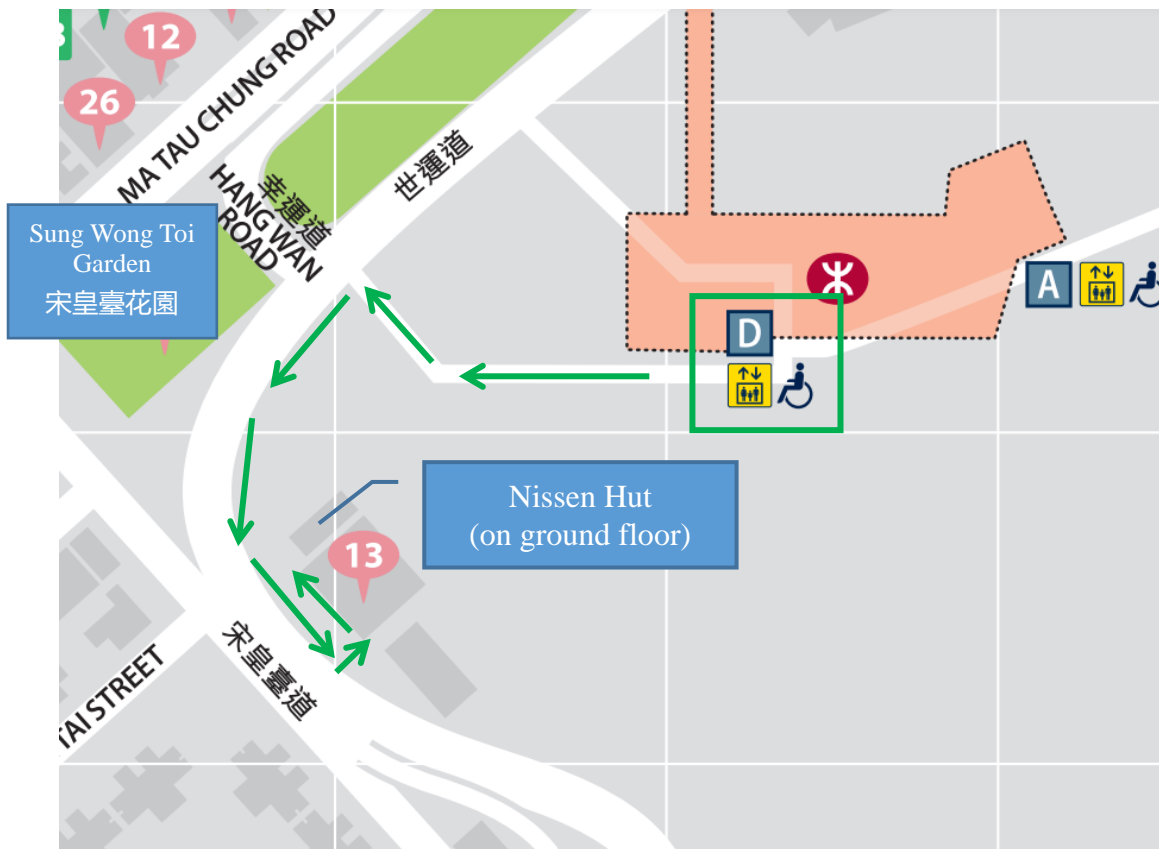 3
12
26
MA TAU CHUNG ROAD
幸運道
HANG WAN
ROAD
世運道
Sung Wong Toi
Garden
宋皇臺花園
D
A
Nissen Hut
(on ground floor)
13
宋皇臺道
TAI STREET